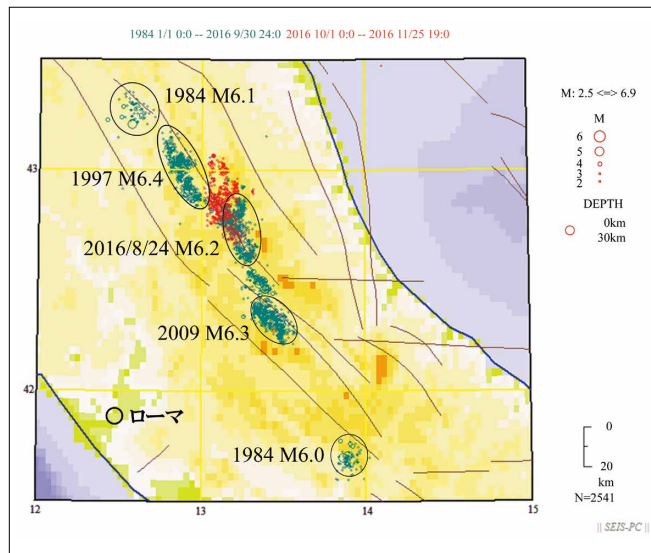 1984 1/1 0:0 -- 2016 9/30 24:0 2016 10/1 0:0 -- 2016 11/25 19:0
12
13
14
15
43
42
1984 M6.1
1997 M6.4
2016/8/24 M6.2
2009 M6.3
1984 M6.0
ローマ
M: 2.5 <=> 6.9
M
6
5
4
3
2
DEPTH
0km
30km
0
20
km
N=2541
|| SEIS-PC ||